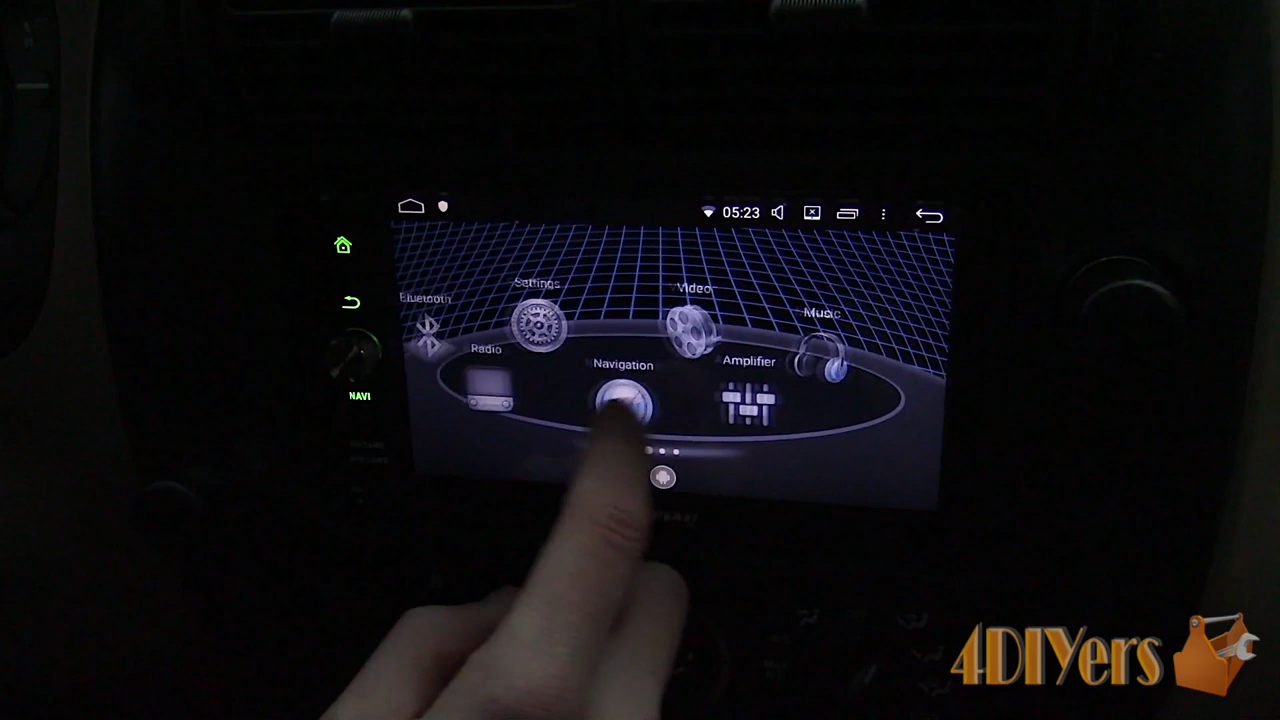 05:23
Settings
Video
Bluetooth
Music
Radio
Navigation
Amplifier
NAVI
4DIYers